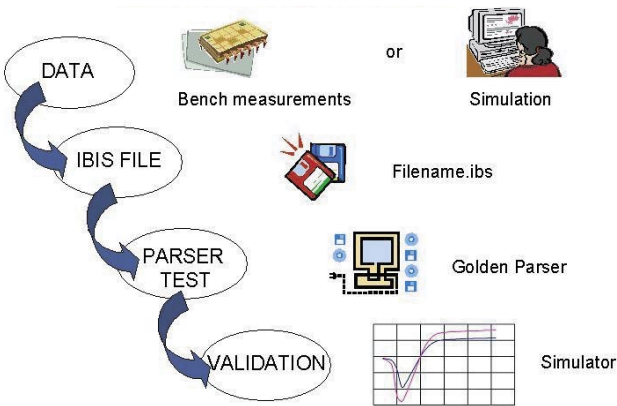 DATA
Bench measurements
or
Simulation
IBIS FILE
Filename.ibs
PARSER
TEST
Golden Parser
VALIDATION
Simulator